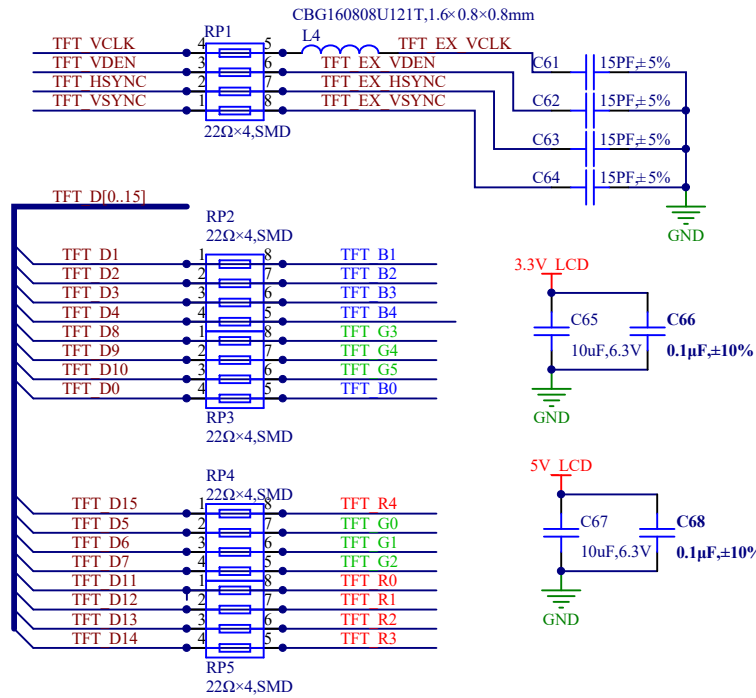 CBG160808U121T,1.6×0.8×0.8mm
RP1
L4
TFT_VCLK 4 5 TFT_EX_VCLK C61 15PF,±5%
TFT_VDEN 3 6 TFT_EX_VDEN
TFT_HSYNC 2 7 TFT_EX_HSYNC C62 15PF,±5%
TFT_VSYNC 1 8 TFT_EX_VSYNC
22Ω×4,SMD
C63 15PF,±5%
C64 15PF,±5%
GND
TFT_D[0..15]
RP2
22Ω×4,SMD
TFT_D1 1 8 TFT_B1
TFT_D2 2 7 TFT_B2
TFT_D3 3 6 TFT_B3
TFT_D4 4 5 TFT_B4
TFT_D8 1 8 TFT_G3
TFT_D9 2 7 TFT_G4
TFT_D10 3 6 TFT_G5
TFT_D0 4 5 TFT_B0
RP3
22Ω×4,SMD
3.3V_LCD
C65 C66
10uF,6.3V 0.1μF,±10%
GND
RP4
22Ω×4,SMD
TFT_D15 1 8 TFT_R4
TFT_D5 2 7 TFT_G0
TFT_D6 3 6 TFT_G1
TFT_D7 4 5 TFT_G2
TFT_D11 1 8 TFT_R0
TFT_D12 2 7 TFT_R1
TFT_D13 3 6 TFT_R2
TFT_D14 4 5 TFT_R3
RP5
22Ω×4,SMD
5V_LCD
C67 C68
10uF,6.3V 0.1μF,±10%
GND